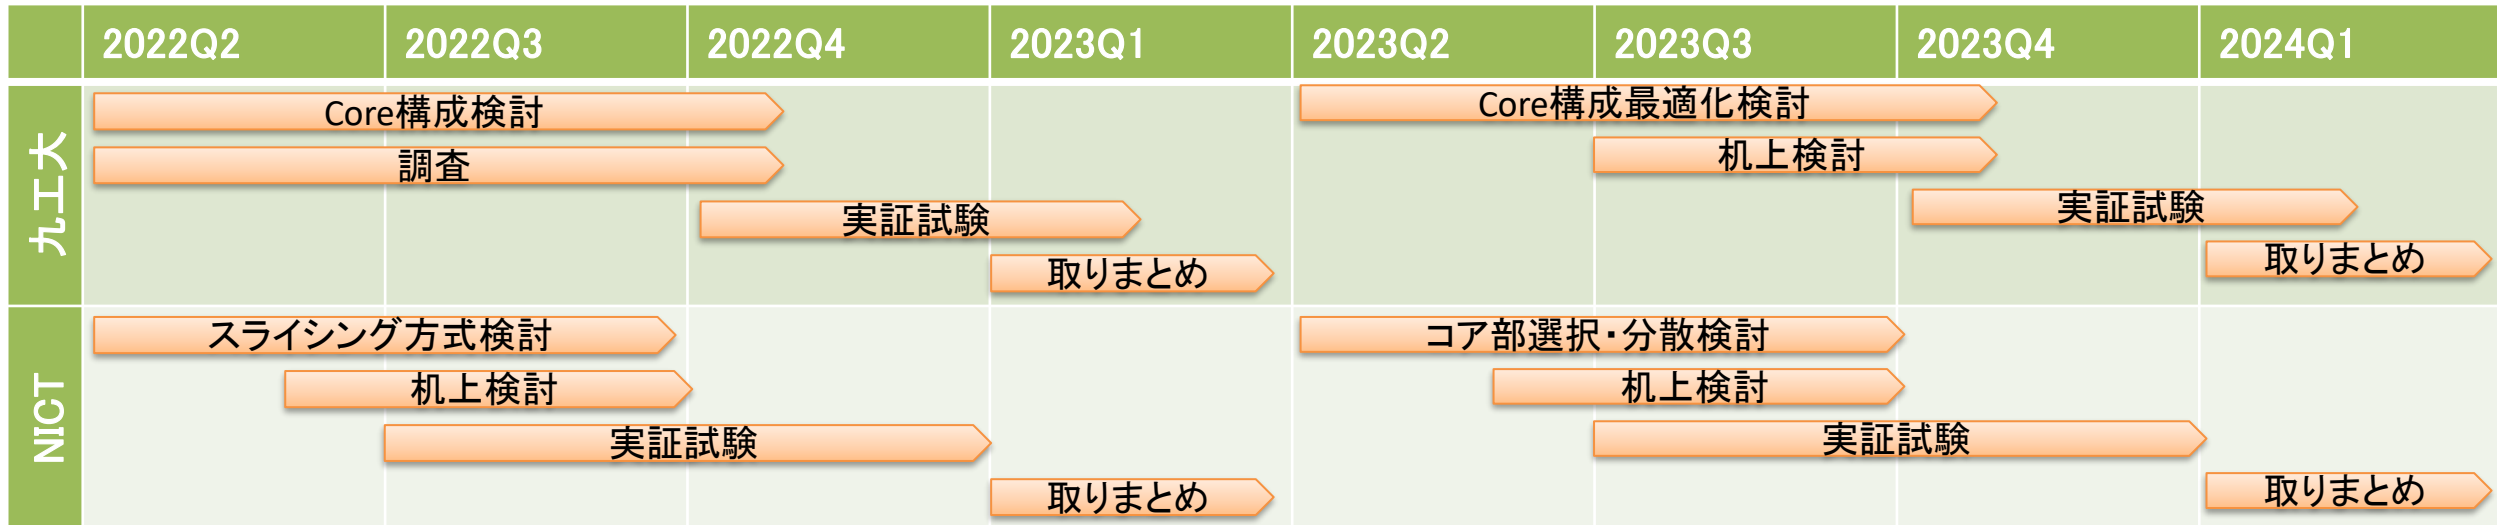 2022Q2 2022Q3 2022Q4 2023Q1 2023Q2 2023Q3 2023Q4 2024Q1
九工大
Core構成検討
調査
実証試験
取りまとめ
Core構成最適化検討
机上検討
実証試験
取りまとめ
NICT
スライシング方式検討
机上検討
実証試験
取りまとめ
コア部選択・分散検討
机上検討
実証試験
取りまとめ